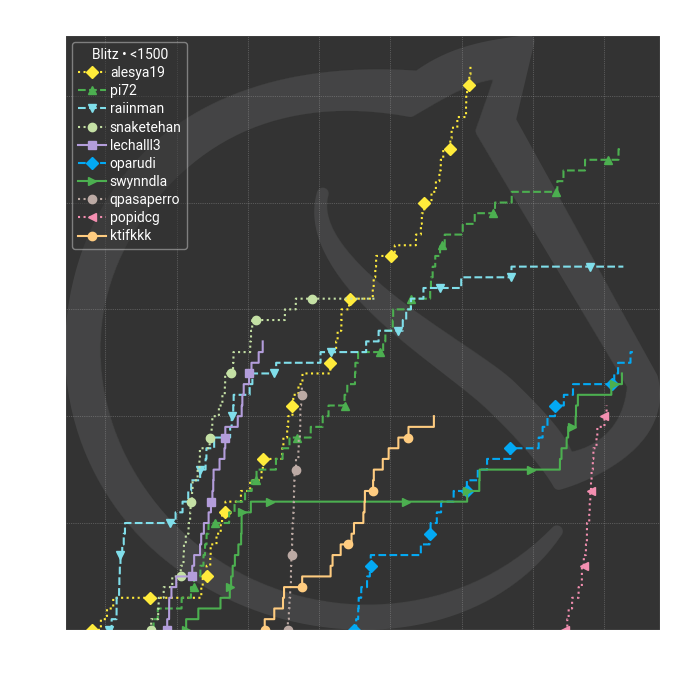 Blitz • <1500
alesya19
pi72
raiinman
snaketehan
lechalll3
oparudi
swynndla
qpasaperro
popidcg
ktifkkk